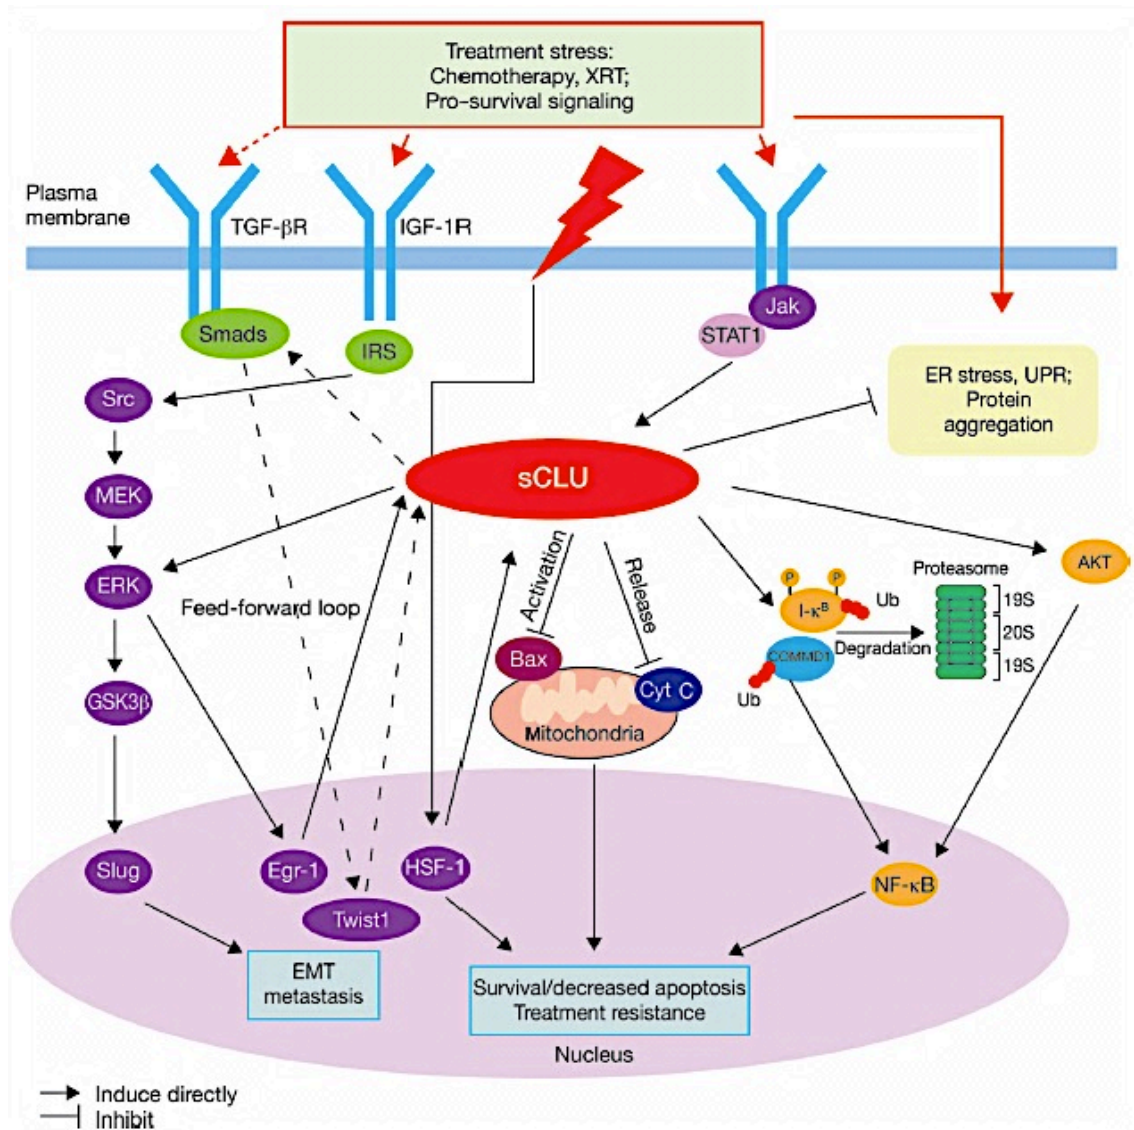 Treatment stress:
Chemotherapy, XRT;
Pro-survival signaling
Plasma
membrane
TGF-βR
IGF-1R
Jak
STAT1
Smads
IRS
Src
ER stress, UPR;
Protein
aggregation
sCLU
MEK
ERK
AKT
Feed-forward loop
Activation
Release
P
P
I-κB
Ub
Proteasome
19S
20S
19S
COMMD1
Degradation
Ub
Bax
Cyt C
Mitochondria
GSK3β
Slug
Egr-1
HSF-1
NF-κB
Twist1
EMT
metastasis
Survival/decreased apoptosis
Treatment resistance
Nucleus
Induce directly
Inhibit